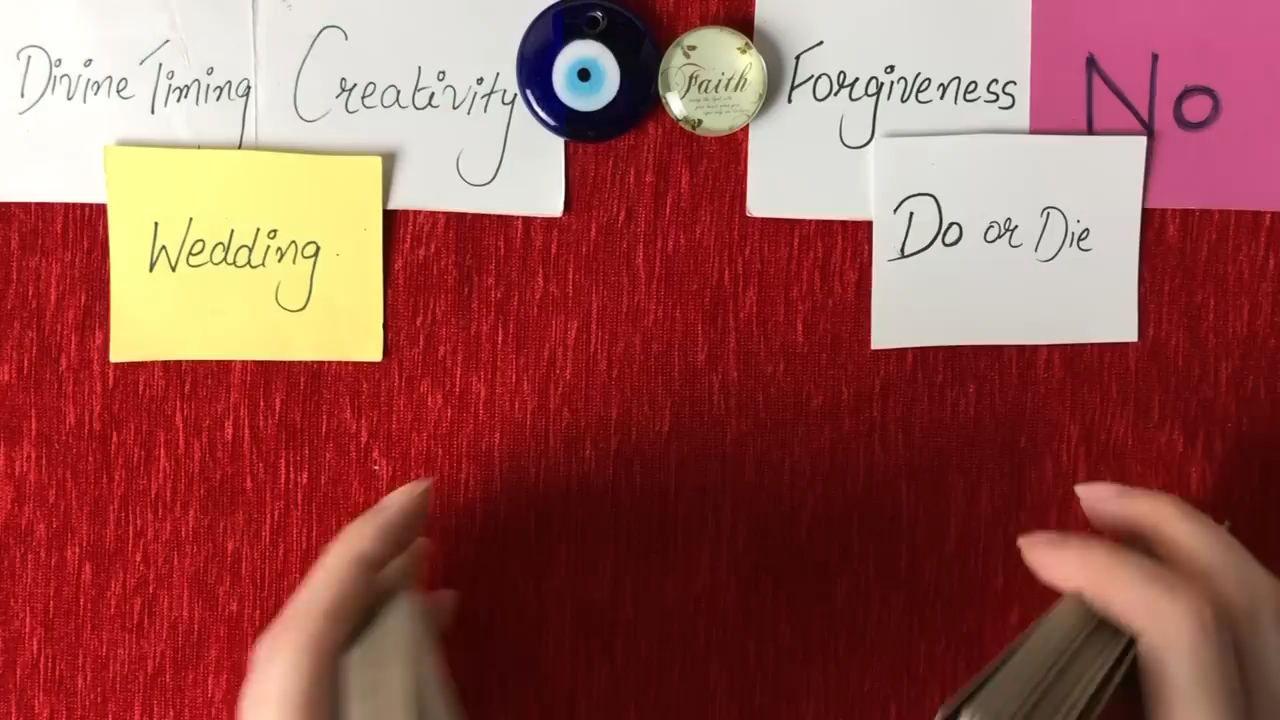 Divine Timing
Creativity
Faith
Forgiveness
No
Wedding
Do or Die